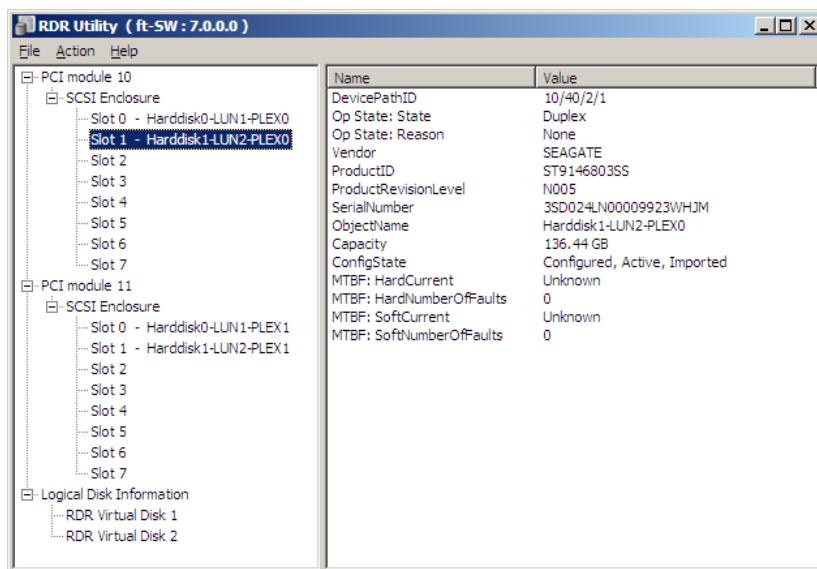 RDR Utility ( ft-SW : 7.0.0.0 )
File Action Help
PCI module 10
SCSI Enclosure
Slot 0 - Harddisk0-LUN1-PLEX0
Slot 1 - Harddisk1-LUN2-PLEX0
Slot 2
Slot 3
Slot 4
Slot 5
Slot 6
Slot 7
PCI module 11
SCSI Enclosure
Slot 0 - Harddisk0-LUN1-PLEX1
Slot 1 - Harddisk1-LUN2-PLEX1
Slot 2
Slot 3
Slot 4
Slot 5
Slot 6
Slot 7
Logical Disk Information
RDR Virtual Disk 1
RDR Virtual Disk 2
Name Value
DevicePathID 10/40/2/1
Op State: State Duplex
Op State: Reason None
Vendor SEAGATE
ProductID ST9146803SS
ProductRevisionLevel N005
SerialNumber 3SD024LN00009923WHJM
ObjectName Harddisk1-LUN2-PLEX0
Capacity 136.44 GB
ConfigState Configured, Active, Imported
MTBF: HardCurrent Unknown
MTBF: HardNumberOfFaults 0
MTBF: SoftCurrent Unknown
MTBF: SoftNumberOfFaults 0